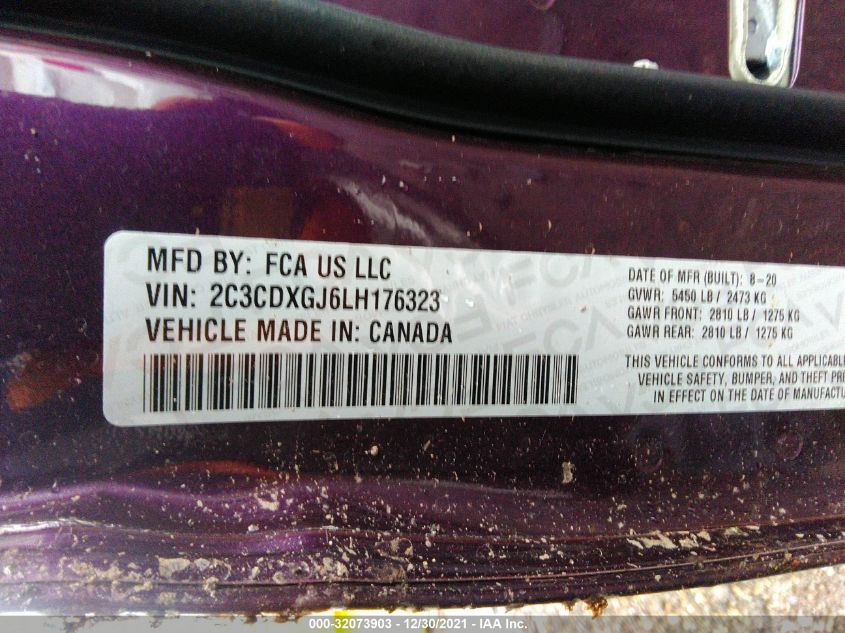 MFD BY: FCA US LLC
VIN: 2C3CDXGJ6LH176323
VEHICLE MADE IN: CANADA
DATE OF MFR (BUILT): 8-20
GVWR: 5450 LB / 2473 KG
GAWR FRONT: 2810 LB / 1275 KG
GAWR REAR: 2810 LB / 1275 KG
THIS VEHICLE CONFORMS TO ALL APPLICABLE
VEHICLE SAFETY, BUMPER, AND THEFT PRE
IN EFFECT ON THE DATE OF MANUFACTU
000-32073903 - 12/30/2021 - IAA Inc.